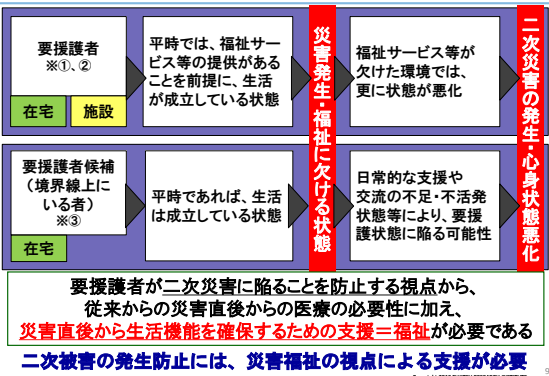 要援護者
※①、②
在宅
施設
平時では、福祉サー
ビス等の提供がある
ことを前提に、生活
が成立している状態
災害発生・福祉に欠ける状態
福祉サービス等が
欠けた環境では、
更に状態が悪化
二次災害の発生・心身状態悪化
要援護者候補
（境界線上に
いる者）
※③
在宅
平時であれば、生活
は成立している状態
日常的な支援や
交流の不足・不活発
状態等により、要援
護状態に陥る可能性
要援護者が二次災害に陥ることを防止する視点から、
従来からの災害直後からの医療の必要性に加え、
災害直後から生活機能を確保するための支援＝福祉が必要である
二次被害の発生防止には、災害福祉の視点による支援が必要
9